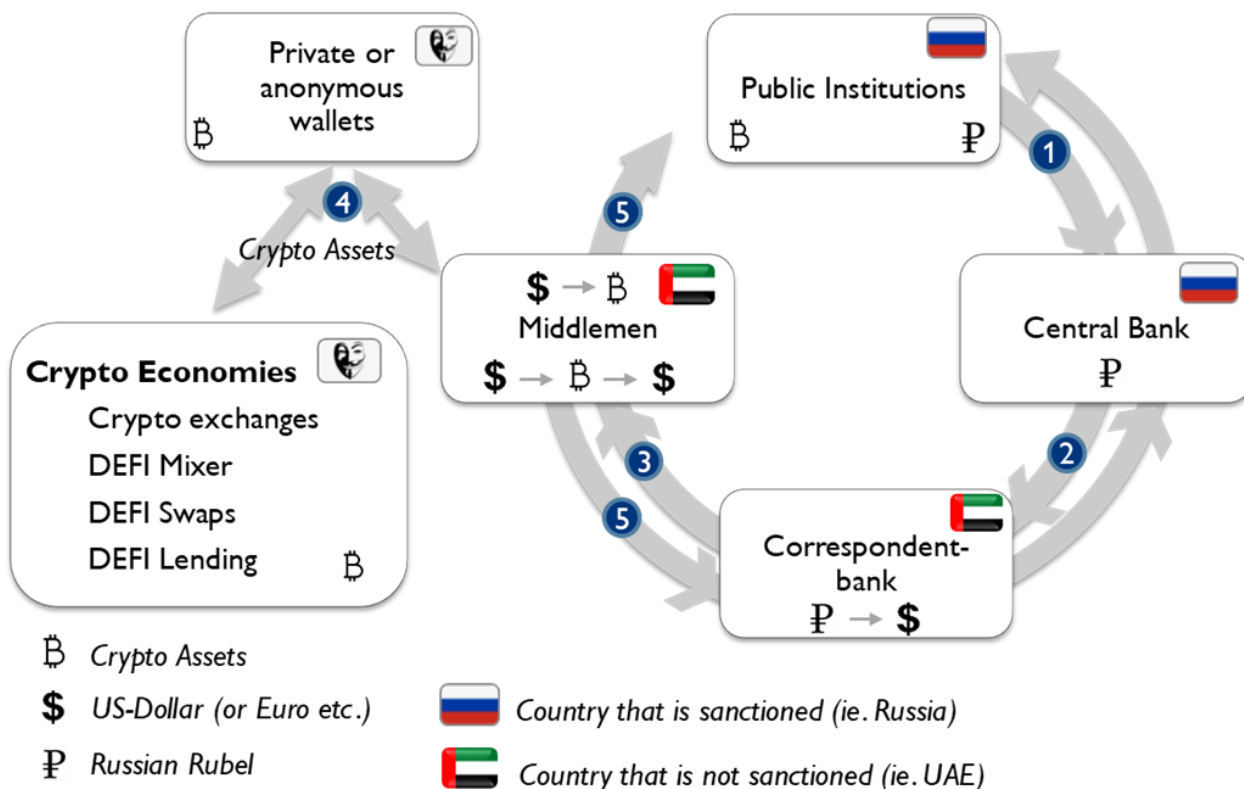 Private or
anonymous
wallets
₿
Public Institutions
₿
₽
1
4
Crypto Assets
5
$ → ₿
Middlemen
$ → ₿ → $
Central Bank
₽
Crypto Economies
Crypto exchanges
DEFI Mixer
DEFI Swaps
DEFI Lending
₿
3
2
5
Correspondent-
bank
₽ → $
₿ Crypto Assets
$ US-Dollar (or Euro etc.)
₽ Russian Rubel
Country that is sanctioned (ie. Russia)
Country that is not sanctioned (ie. UAE)